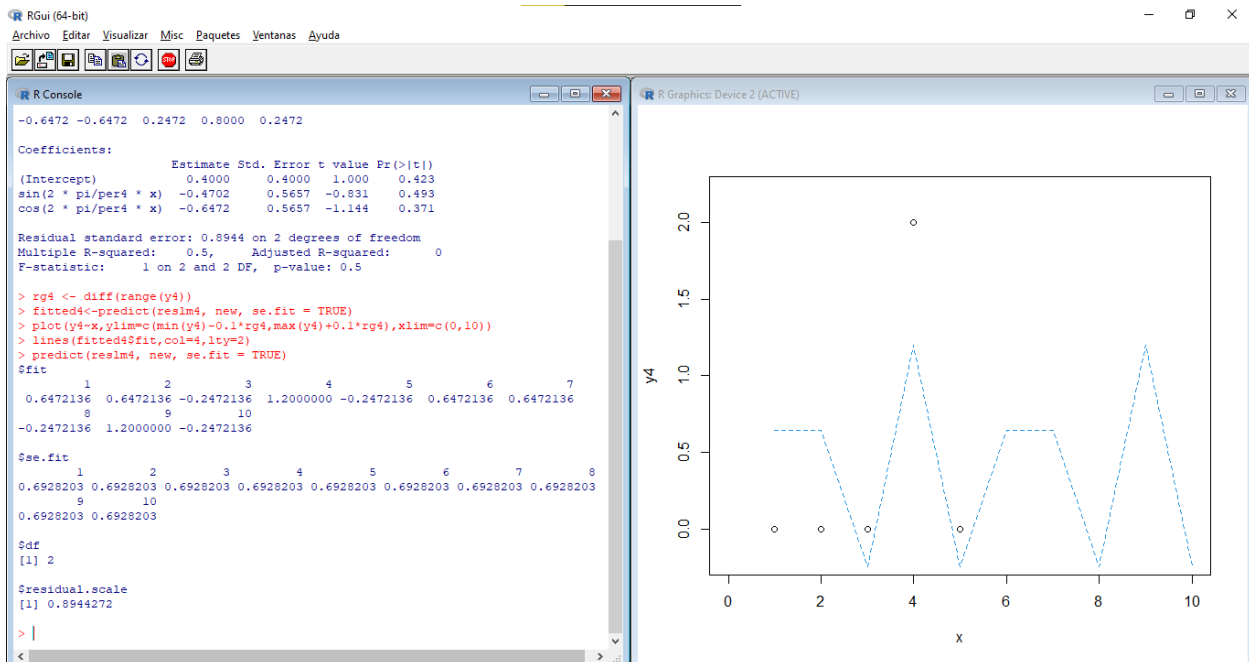 RGui (64-bit)
Archivo Editar Visualizar Misc Paquetes Ventanas Ayuda
STOP
R Console
-0.6472 -0.6472 0.2472 0.8000 0.2472
Coefficients:
Estimate Std. Error t value Pr(>|t|)
(Intercept) 0.4000 0.4000 1.000 0.423
sin(2 * pi/per4 * x) -0.4702 0.5657 -0.831 0.493
cos(2 * pi/per4 * x) -0.6472 0.5657 -1.144 0.371
Residual standard error: 0.8944 on 2 degrees of freedom
Multiple R-squared: 0.5, Adjusted R-squared: 0
F-statistic: 1 on 2 and 2 DF, p-value: 0.5
> rg4 <- diff(range(y4))
> fitted4<-predict(reslm4, new, se.fit = TRUE)
> plot(y4~x,ylim=c(min(y4)-0.1*rg4,max(y4)+0.1*rg4),xlim=c(0,10))
> lines(fitted4$fit,col=4,lty=2)
> predict(reslm4, new, se.fit = TRUE)
$fit
1 2 3 4 5 6 7
0.6472136 0.6472136 -0.2472136 1.2000000 -0.2472136 0.6472136 0.6472136
8 9 10
-0.2472136 1.2000000 -0.2472136
$se.fit
1 2 3 4 5 6 7 8
0.6928203 0.6928203 0.6928203 0.6928203 0.6928203 0.6928203 0.6928203 0.6928203
9 10
0.6928203 0.6928203
$df
[1] 2
$residual.scale
[1] 0.8944272
>
R Graphics: Device 2 (ACTIVE)
2.0
1.5
1.0
0.5
0.0
y4
0 2 4 6 8 10
x